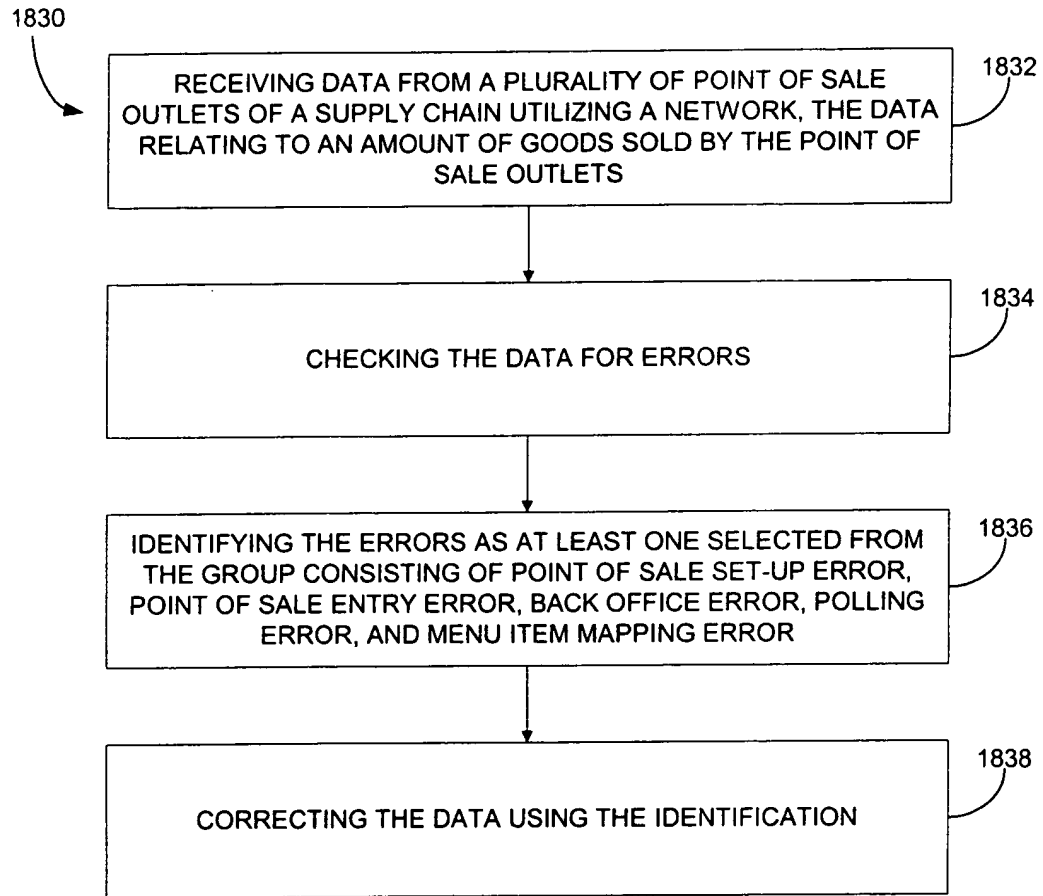 1830
RECEIVING DATA FROM A PLURALITY OF POINT OF SALE
OUTLETS OF A SUPPLY CHAIN UTILIZING A NETWORK, THE DATA
RELATING TO AN AMOUNT OF GOODS SOLD BY THE POINT OF
SALE OUTLETS
1832
CHECKING THE DATA FOR ERRORS
1834
IDENTIFYING THE ERRORS AS AT LEAST ONE SELECTED FROM
THE GROUP CONSISTING OF POINT OF SALE SET-UP ERROR,
POINT OF SALE ENTRY ERROR, BACK OFFICE ERROR, POLLING
ERROR, AND MENU ITEM MAPPING ERROR
1836
CORRECTING THE DATA USING THE IDENTIFICATION
1838